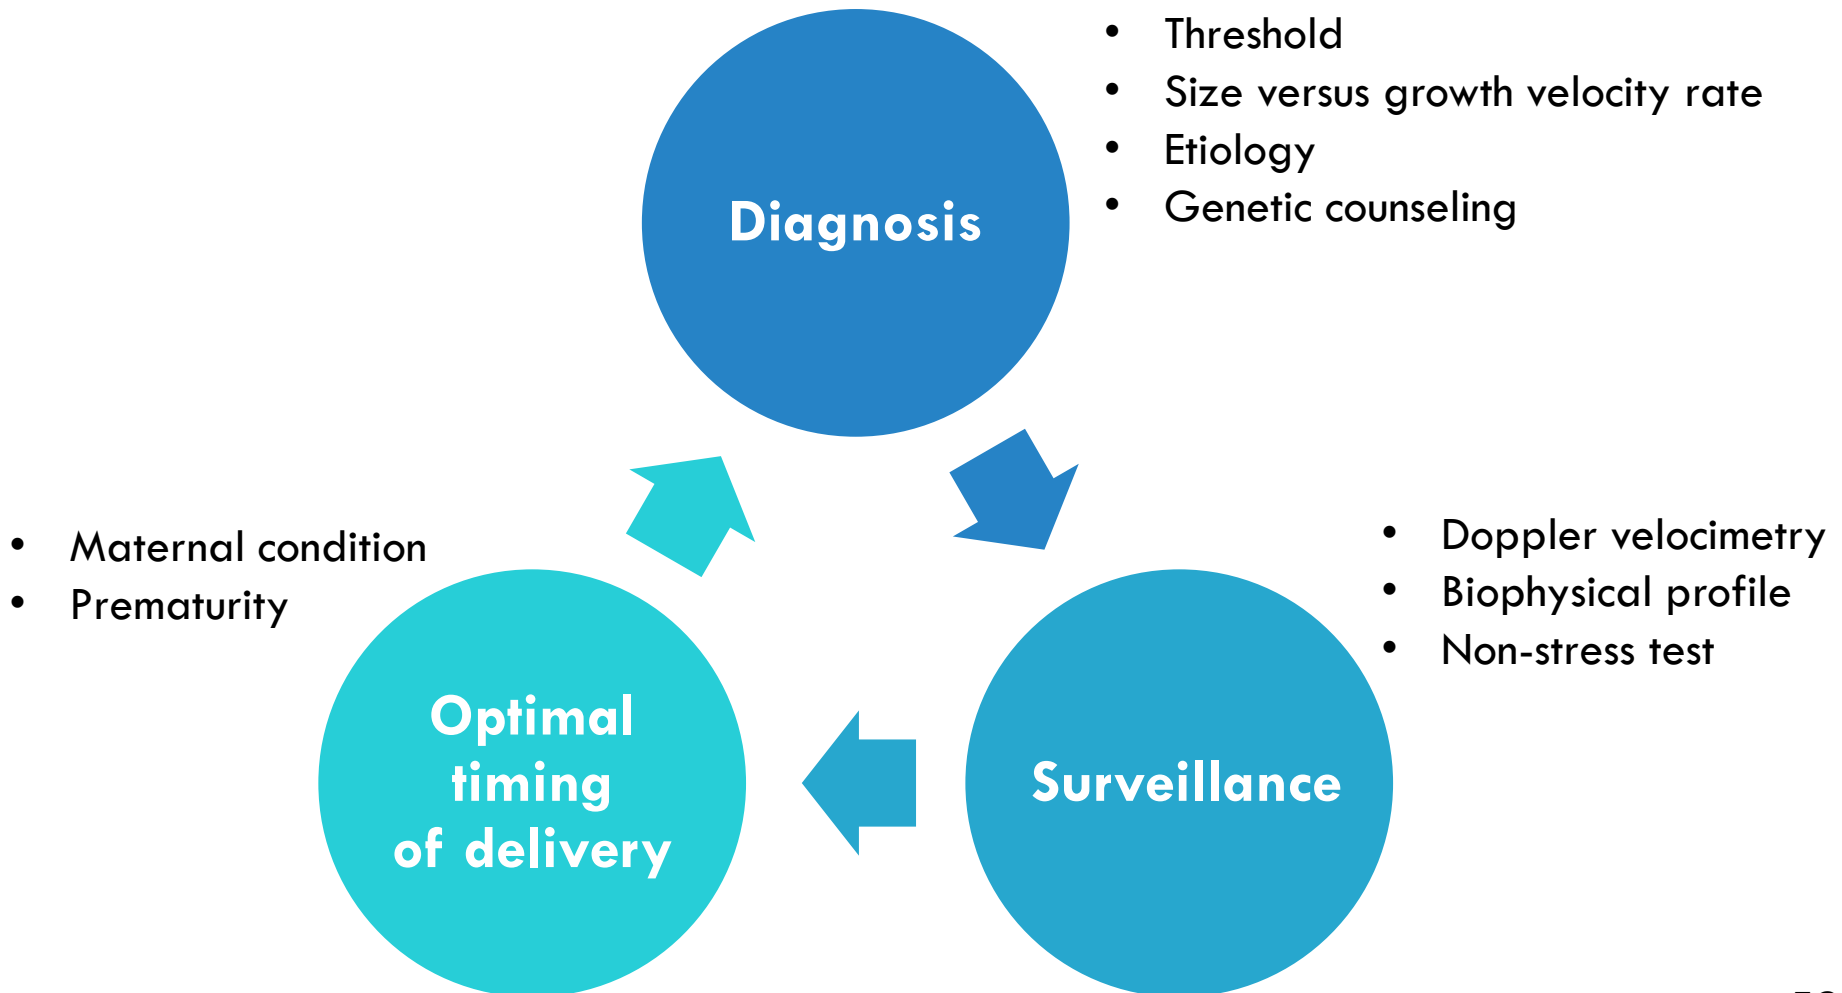 Diagnosis
• Threshold
• Size versus growth velocity rate
• Etiology
• Genetic counseling
• Doppler velocimetry
• Biophysical profile
• Non-stress test
Surveillance
• Maternal condition
• Prematurity
Optimal
timing
of delivery